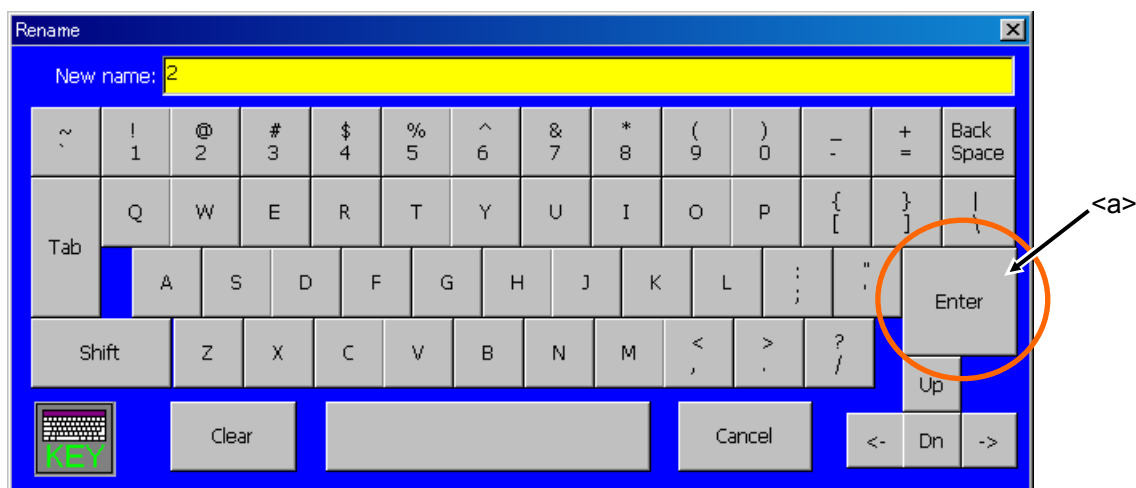 Rename
New name: 2
~ ! @ # $ % ^ & * ( ) _ + Back
` 1 2 3 4 5 6 7 8 9 0 - = Space
Q W E R T Y U I O P { } |
[ ] \
<a>
Tab
A S D F G H J K L : "
; '
Enter
Shift Z X C V B N M < > ?
, . /
Up
KEY Clear Cancel <- Dn ->